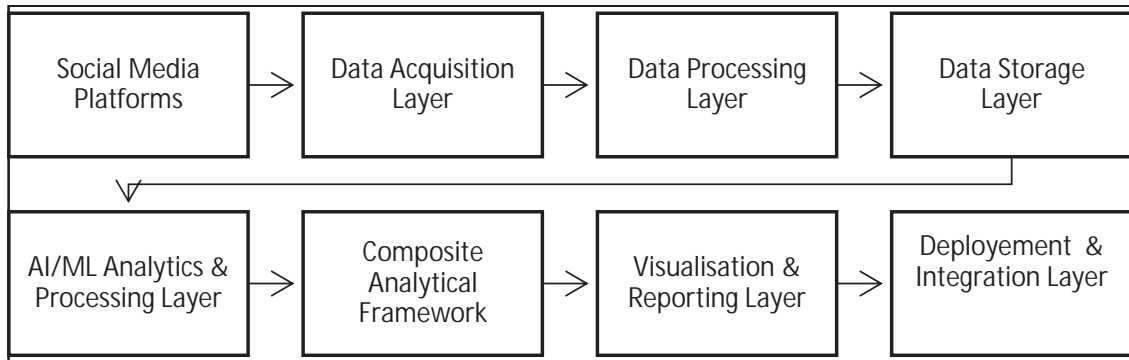 Social Media
Platforms
Data Acquisition
Layer
Data Processing
Layer
Data Storage
Layer
AI/ML Analytics &
Processing Layer
Composite
Analytical
Framework
Visualisation &
Reporting Layer
Deployement &
Integration Layer